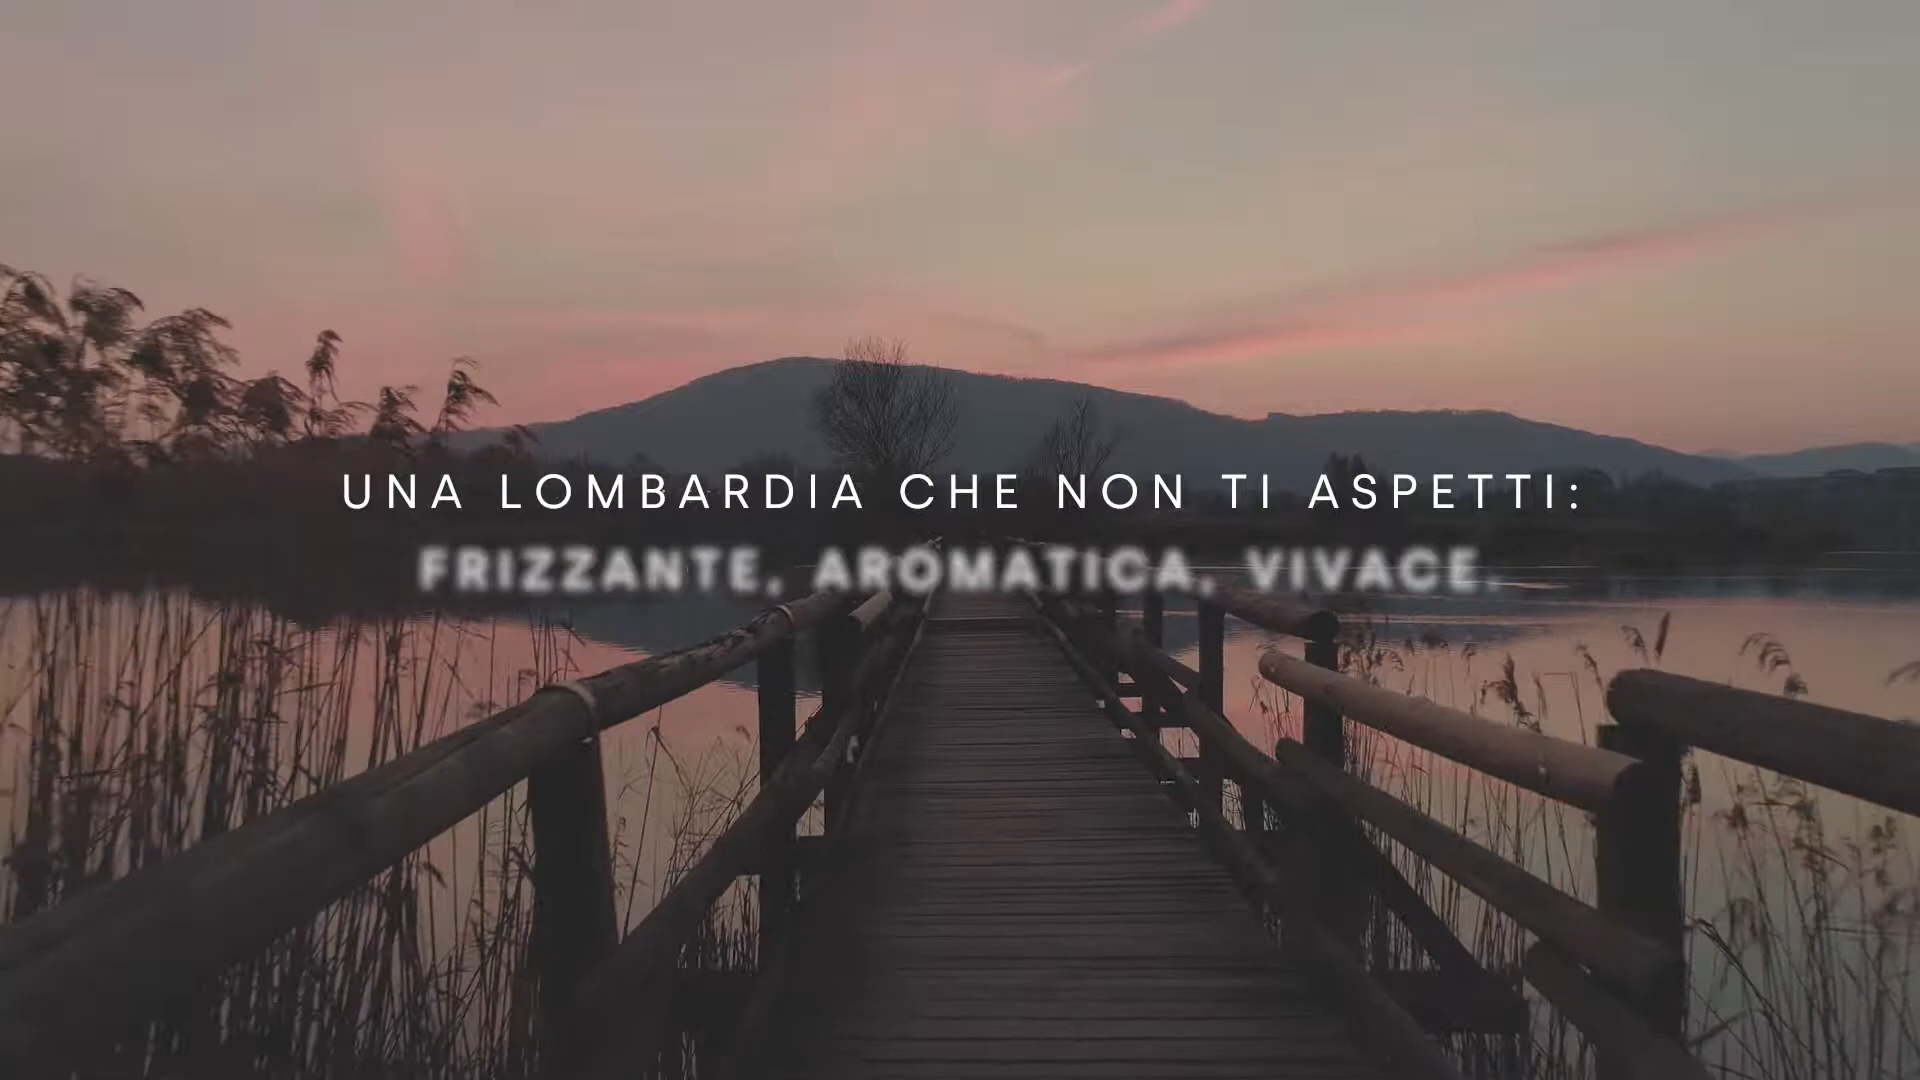 UNA LOMBARDIA CHE NON TI ASPETTI:
FRIZZANTE, AROMATICA, VIVACE.